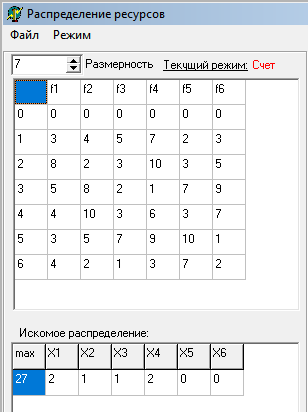 Распределение ресурсов
Файл Режим
7 Размерность Текущий режим: Счет
f1 f2 f3 f4 f5 f6
0 0 0 0 0 0 0
1 3 4 5 7 2 3
2 8 2 3 10 3 5
3 5 8 2 1 7 9
4 4 10 3 6 3 7
5 3 5 7 9 10 1
6 4 2 1 3 7 2
Искомое распределение:
max X1 X2 X3 X4 X5 X6
27 2 1 1 2 0 0